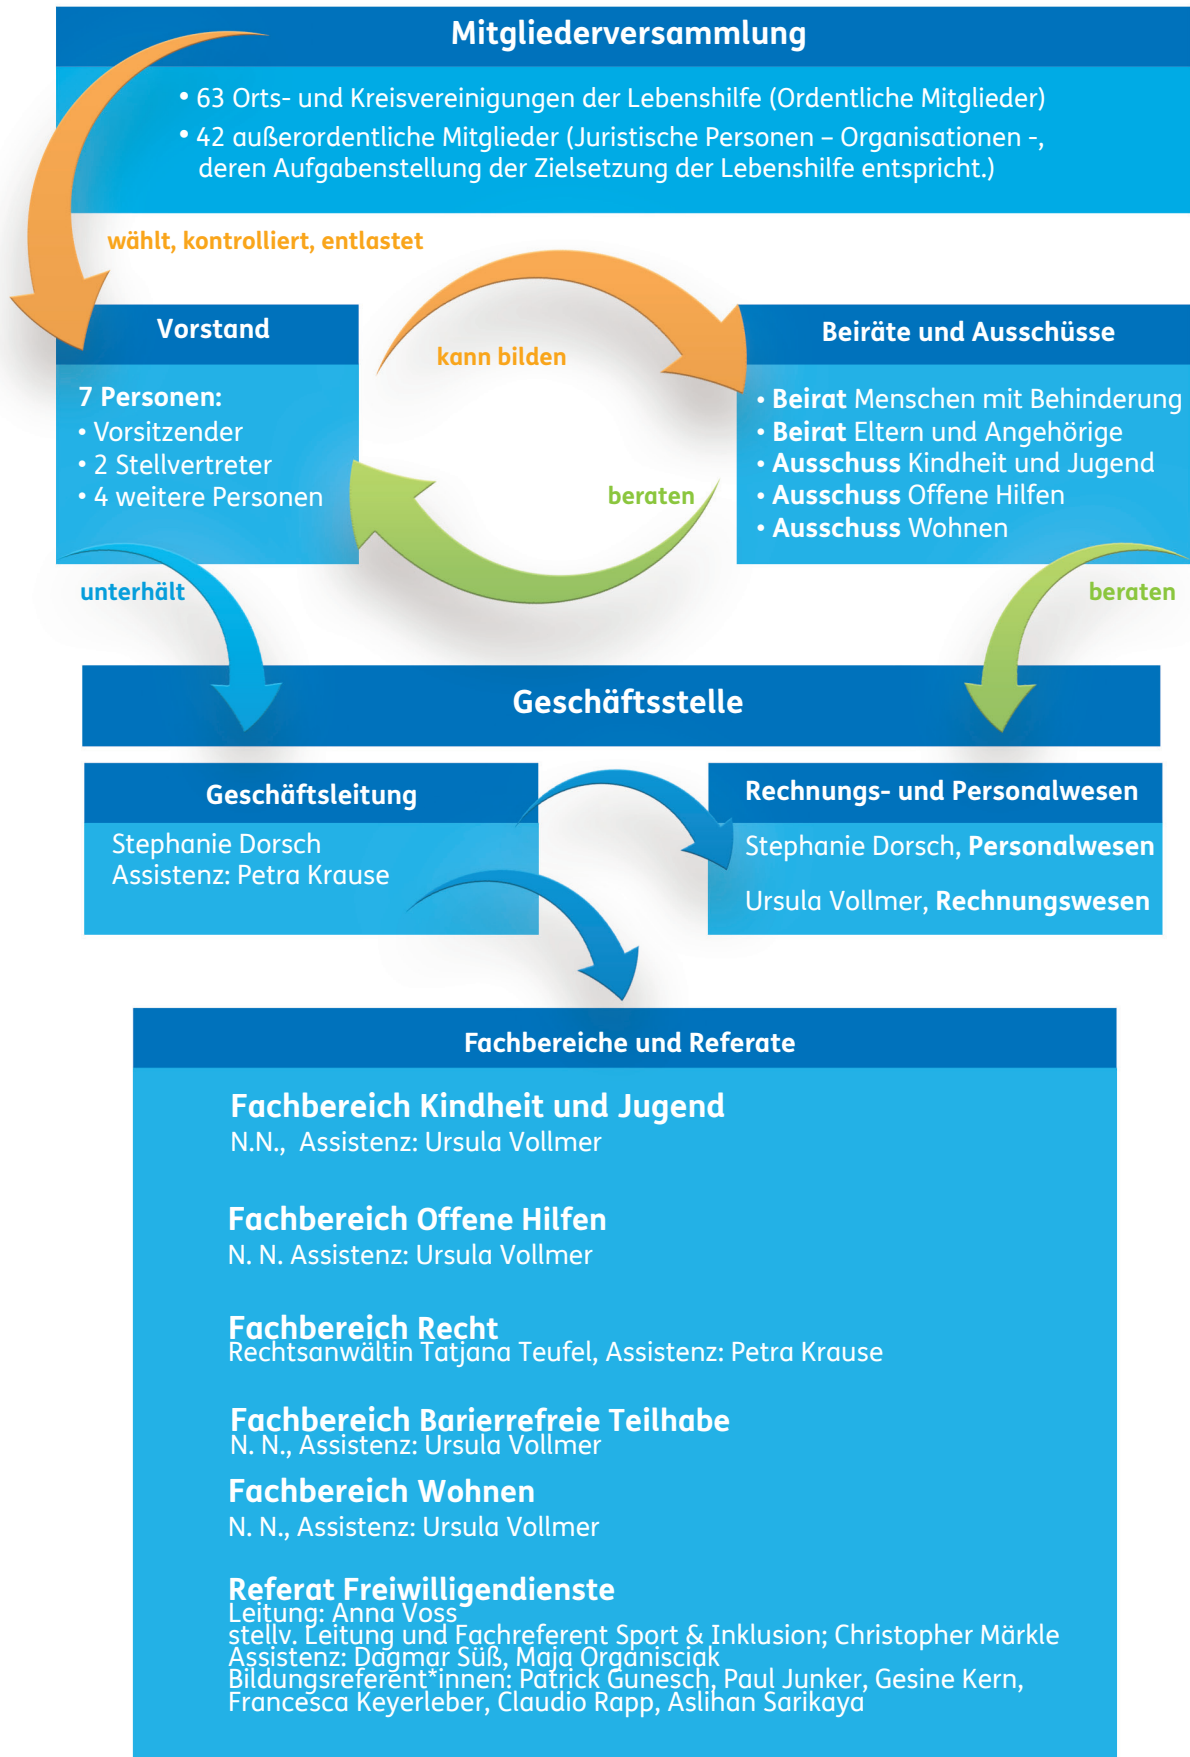 Mitgliederversammlung
• 63 Orts- und Kreisvereinigungen der Lebenshilfe (Ordentliche Mitglieder)
• 42 außerordentliche Mitglieder (Juristische Personen – Organisationen -,
deren Aufgabenstellung der Zielsetzung der Lebenshilfe entspricht.)
wählt, kontrolliert, entlastet
Vorstand
7 Personen:
• Vorsitzender
• 2 Stellvertreter
• 4 weitere Personen
kann bilden
beraten
Beiräte und Ausschüsse
• Beirat Menschen mit Behinderung
• Beirat Eltern und Angehörige
• Ausschuss Kindheit und Jugend
• Ausschuss Offene Hilfen
• Ausschuss Wohnen
unterhält
beraten
Geschäftsstelle
Geschäftsleitung
Stephanie Dorsch
Assistenz: Petra Krause
Rechnungs- und Personalwesen
Stephanie Dorsch, Personalwesen
Ursula Vollmer, Rechnungswesen
Fachbereiche und Referate
Fachbereich Kindheit und Jugend
N.N., Assistenz: Ursula Vollmer
Fachbereich Offene Hilfen
N. N. Assistenz: Ursula Vollmer
Fachbereich Recht
Rechtsanwältin Tatjana Teufel, Assistenz: Petra Krause
Fachbereich Barierrefreie Teilhabe
N. N., Assistenz: Ursula Vollmer
Fachbereich Wohnen
N. N., Assistenz: Ursula Vollmer
Referat Freiwilligendienste
Leitung: Anna Voss
stellv. Leitung und Fachreferent Sport & Inklusion; Christopher Märkle
Assistenz: Dagmar Süß, Maja Organisciak
Bildungsreferent*innen: Patrick Gunesch, Paul Junker, Gesine Kern,
Francesca Keyerleber, Claudio Rapp, Aslihan Sarikaya